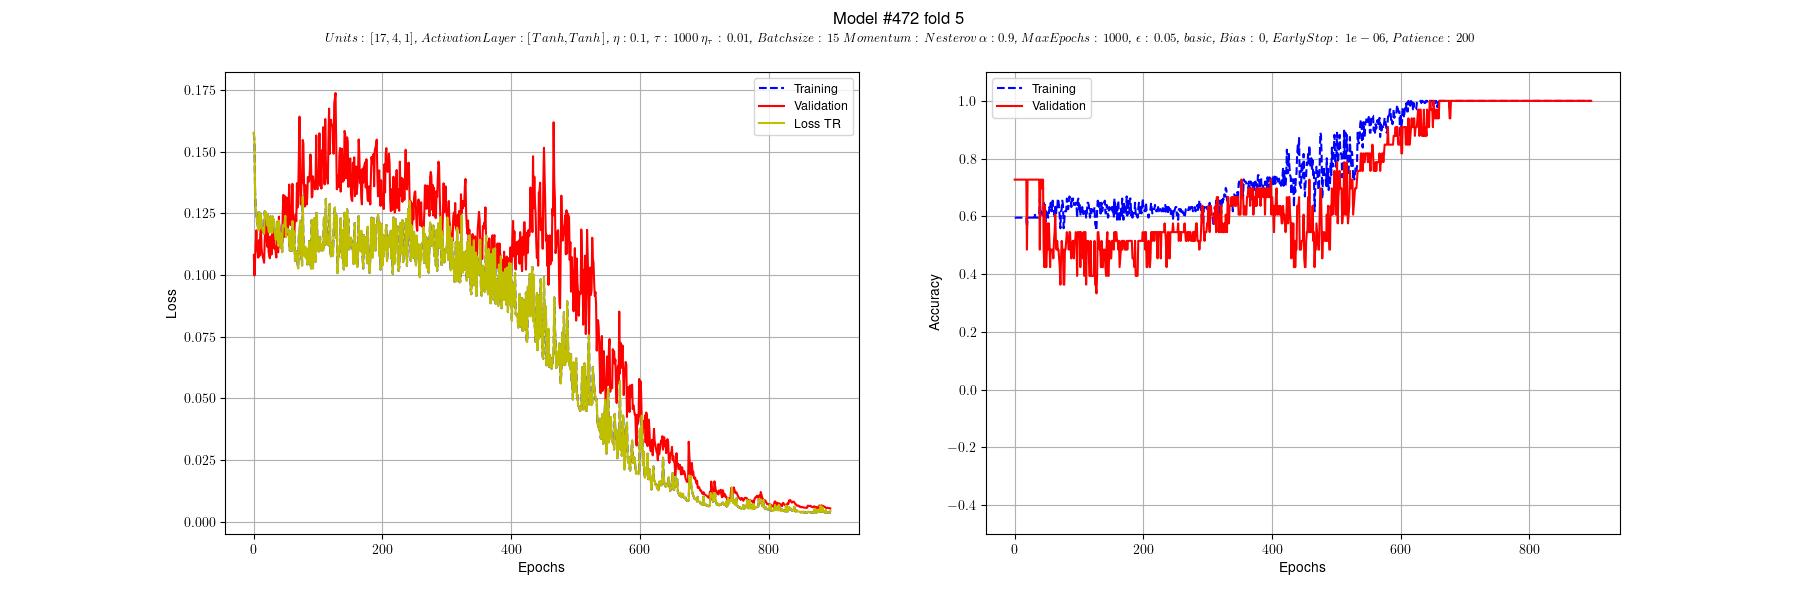 Model #472 fold 5
Units : [17, 4, 1], ActivationLayer : [Tanh, Tanh], η : 0.1, τ : 1000 ητ : 0.01, Batchsize : 15 Momentum : Nesterov α : 0.9, MaxEpochs : 1000, ϵ : 0.05, basic, Bias : 0, EarlyStop : 1e − 06, Patience : 200
Training
Validation
Loss TR
0.175
0.150
0.125
0.100
0.075
0.050
0.025
0.000
Loss
0 200 400 600 800
Epochs
Training
Validation
1.0
0.8
0.6
0.4
0.2
0.0
−0.2
−0.4
Accuracy
0 200 400 600 800
Epochs